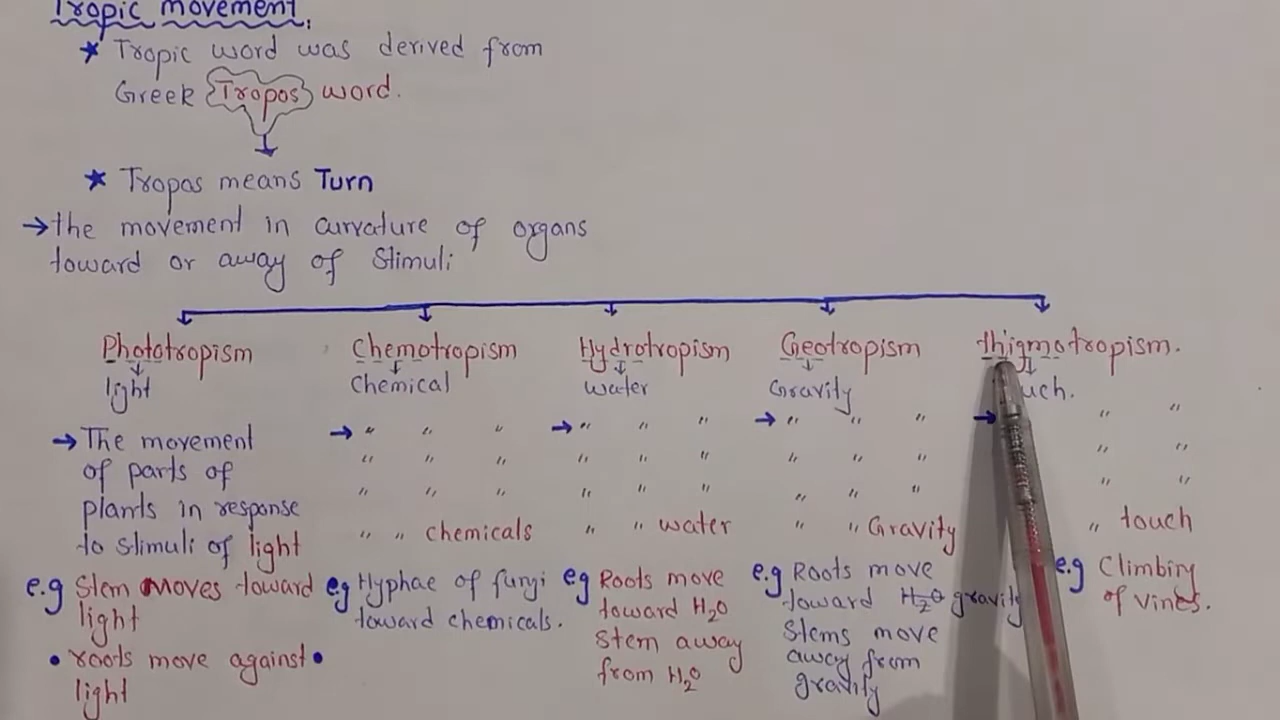 Tropic movement.
★ Tropic word was derived from
Greek Tropos word.
★ Tropas means Turn
→ the movement in curvature of organs
toward or away of Stimuli
Phototropism Chemotropism Hydrotropism Geotropism thigmotropism.
light Chemical water Gravity uch.
→ The movement → " " " → " " " → " " " → " "
of parts of " " " " " " " " " " "
plants in response " " " " " " " " " " "
to stimuli of light " " chemicals " " water " " Gravity " touch
e.g Stem moves toward
light
• roots move against •
light
eg Hyphae of fungi
toward chemicals.
eg Roots move
toward H₂O
Stem away
from H₂O
e.g Roots move
toward H₂O gravity
Stems move
away from
gravity
e.g Climbing
of vines.